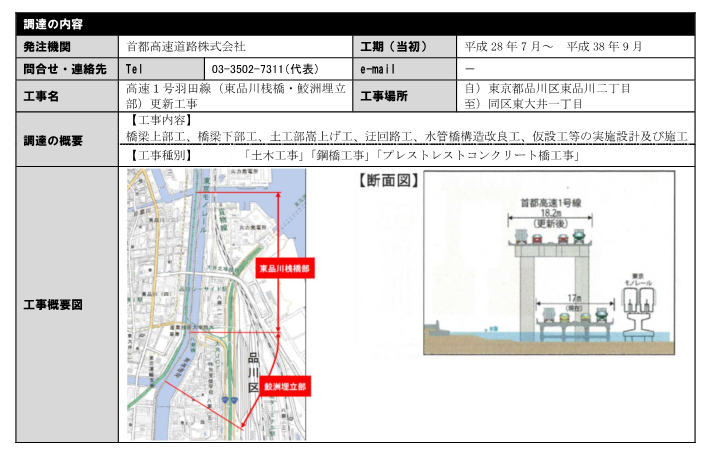 調達の内容
発注機関
首都高速道路株式会社
工期（当初）
平成28年7月～　平成38年9月
問合せ・連絡先
Tel
03-3502-7311(代表)
e-mail
－
工事名
高速１号羽田線（東品川桟橋・鮫洲埋立
部）更新工事
工事場所
自）東京都品川区東品川二丁目
至）同区東大井一丁目
調達の概要
【工事内容】
橋梁上部工、橋梁下部工、土工部嵩上げ工、迂回路工、水管橋構造改良工、仮設工等の実施設計及び施工
【工事種別】　「土木工事」「鋼橋工事」「プレストレストコンクリート橋工事」
工事概要図
東京モノレール
貨物線
東品川桟橋部
品川区
鮫洲埋立部
【断面図】
首都高速1号線
18.2m
(更新後)
17m
(現在)
東京
モノレール